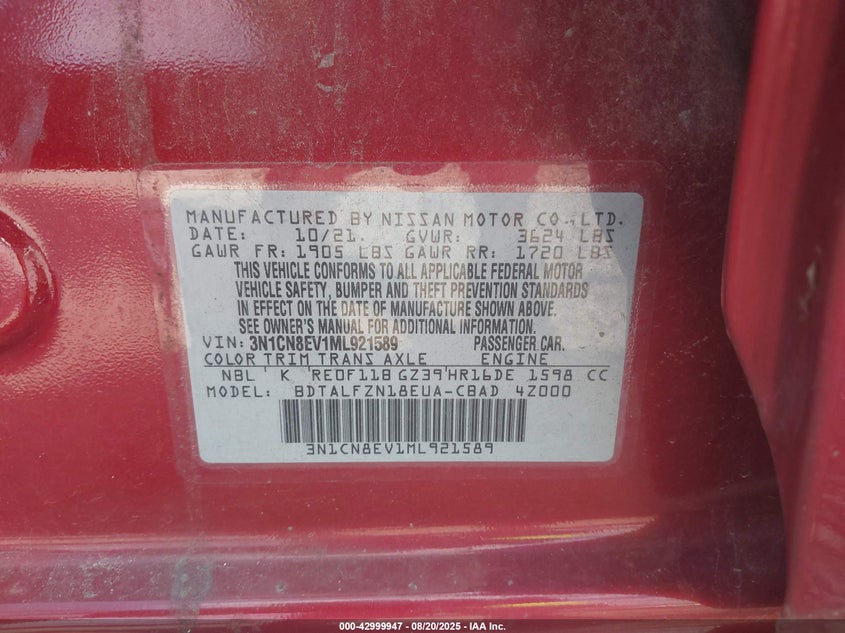 MANUFACTURED BY NISSAN MOTOR CO.,LTD.
DATE: 10/21. GVWR: 3624 LBS
GAWR FR: 1905 LBS GAWR RR: 1720 LBS
THIS VEHICLE CONFORMS TO ALL APPLICABLE FEDERAL MOTOR
VEHICLE SAFETY, BUMPER AND THEFT PREVENTION STANDARDS
IN EFFECT ON THE DATE OF MANUFACTURE SHOWN ABOVE.
SEE OWNER'S MANUAL FOR ADDITIONAL INFORMATION.
VIN: 3N1CN8EV1ML921589 PASSENGER CAR.
COLOR TRIM TRANS AXLE ENGINE
NBL K RE0F11B GZ39 HR16DE 1598 CC
MODEL: BDTALFZN18EUA-CBAD 4Z000
3N1CN8EV1ML921589
000-42999947 - 08/20/2025 - IAA Inc.